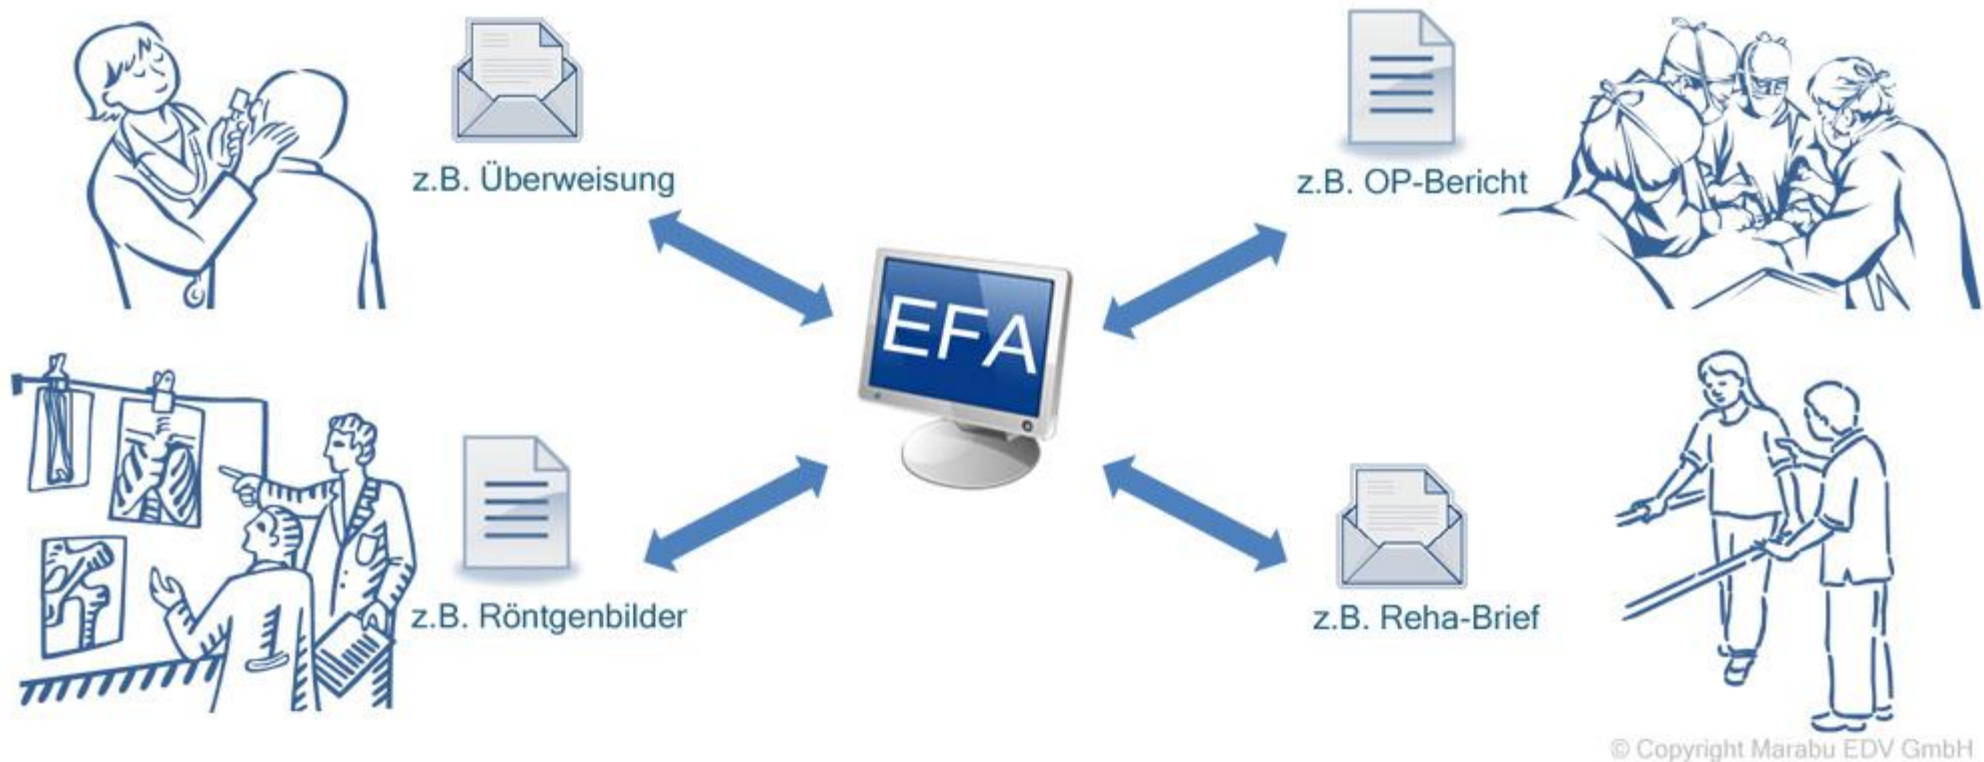 z.B. Überweisung
z.B. OP-Bericht
EFA
z.B. Röntgenbilder
z.B. Reha-Brief
© Copyright Marabu EDV GmbH